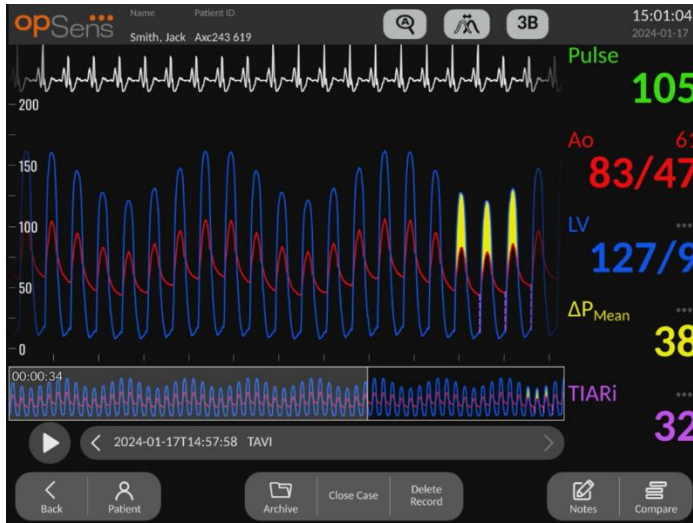 opSens
Name Patient ID
Smith, Jack Axc243 619
A
3B
15:01:04
2024-01-17
Pulse
105
Ao 61
83/47
LV ---
127/9
ΔPMean ---
38
TIARi ---
32
200
150
100
50
0
00:00:34
2024-01-17T14:57:58 TAVI
Back
Patient
Archive
Close Case
Delete
Record
Notes
Compare